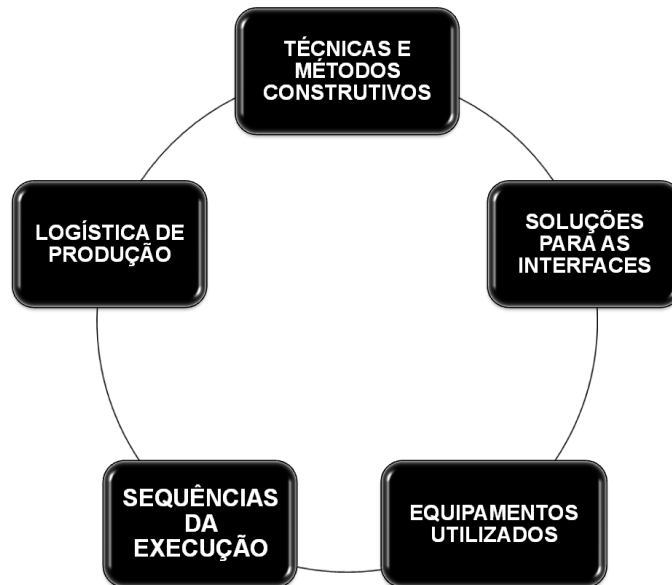 TÉCNICAS E
MÉTODOS
CONSTRUTIVOS
SOLUÇÕES
PARA AS
INTERFACES
EQUIPAMENTOS
UTILIZADOS
SEQUÊNCIAS
DA
EXECUÇÃO
LOGÍSTICA DE
PRODUÇÃO